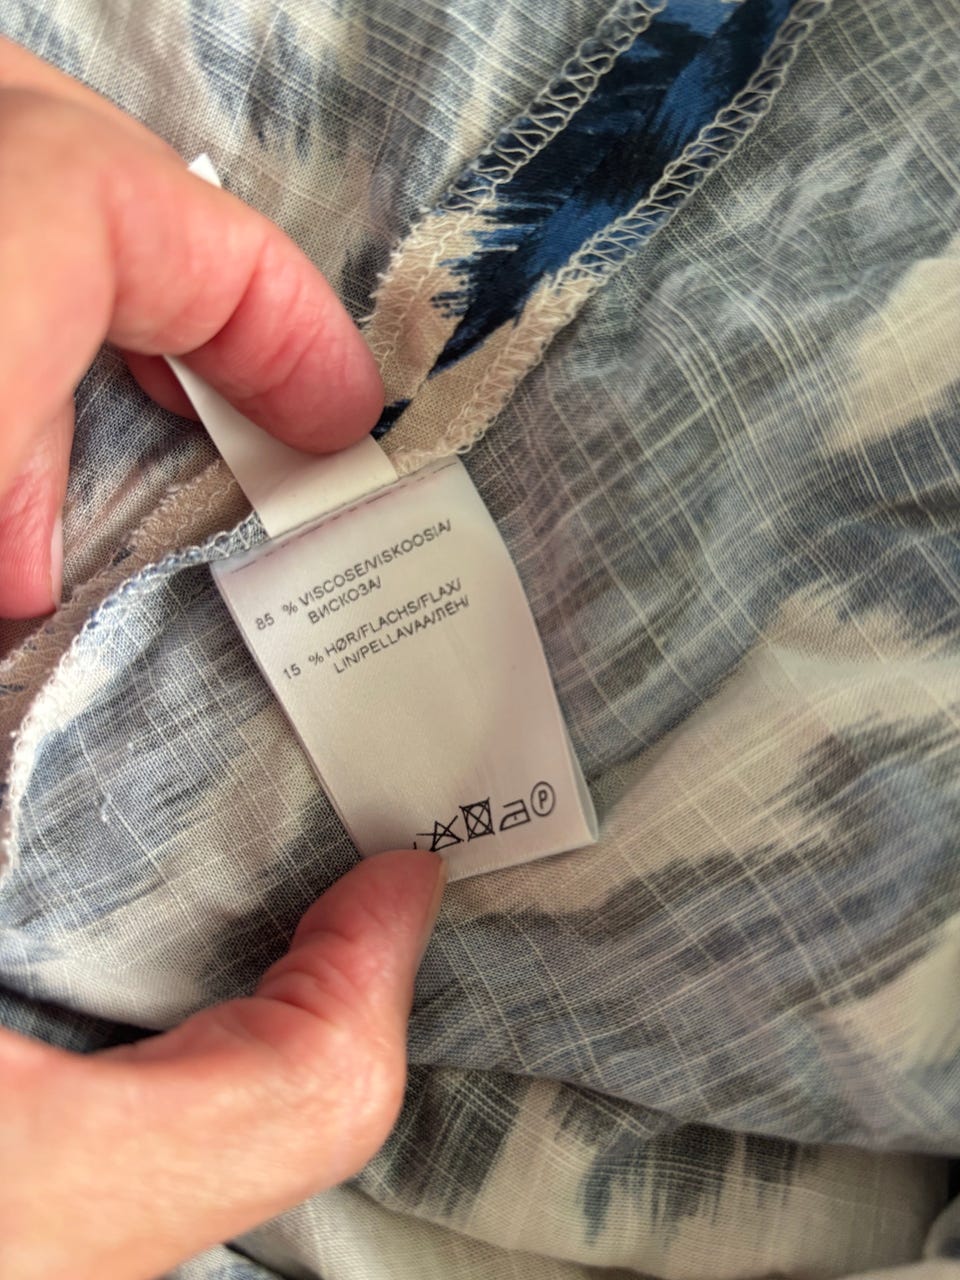 85 % VISCOSE/VISKOOSIA/
ВИСКОЗА/
15 % HØR/FLACHS/FLAX/
LIN/PELLAVAA/ЛЕН/
P